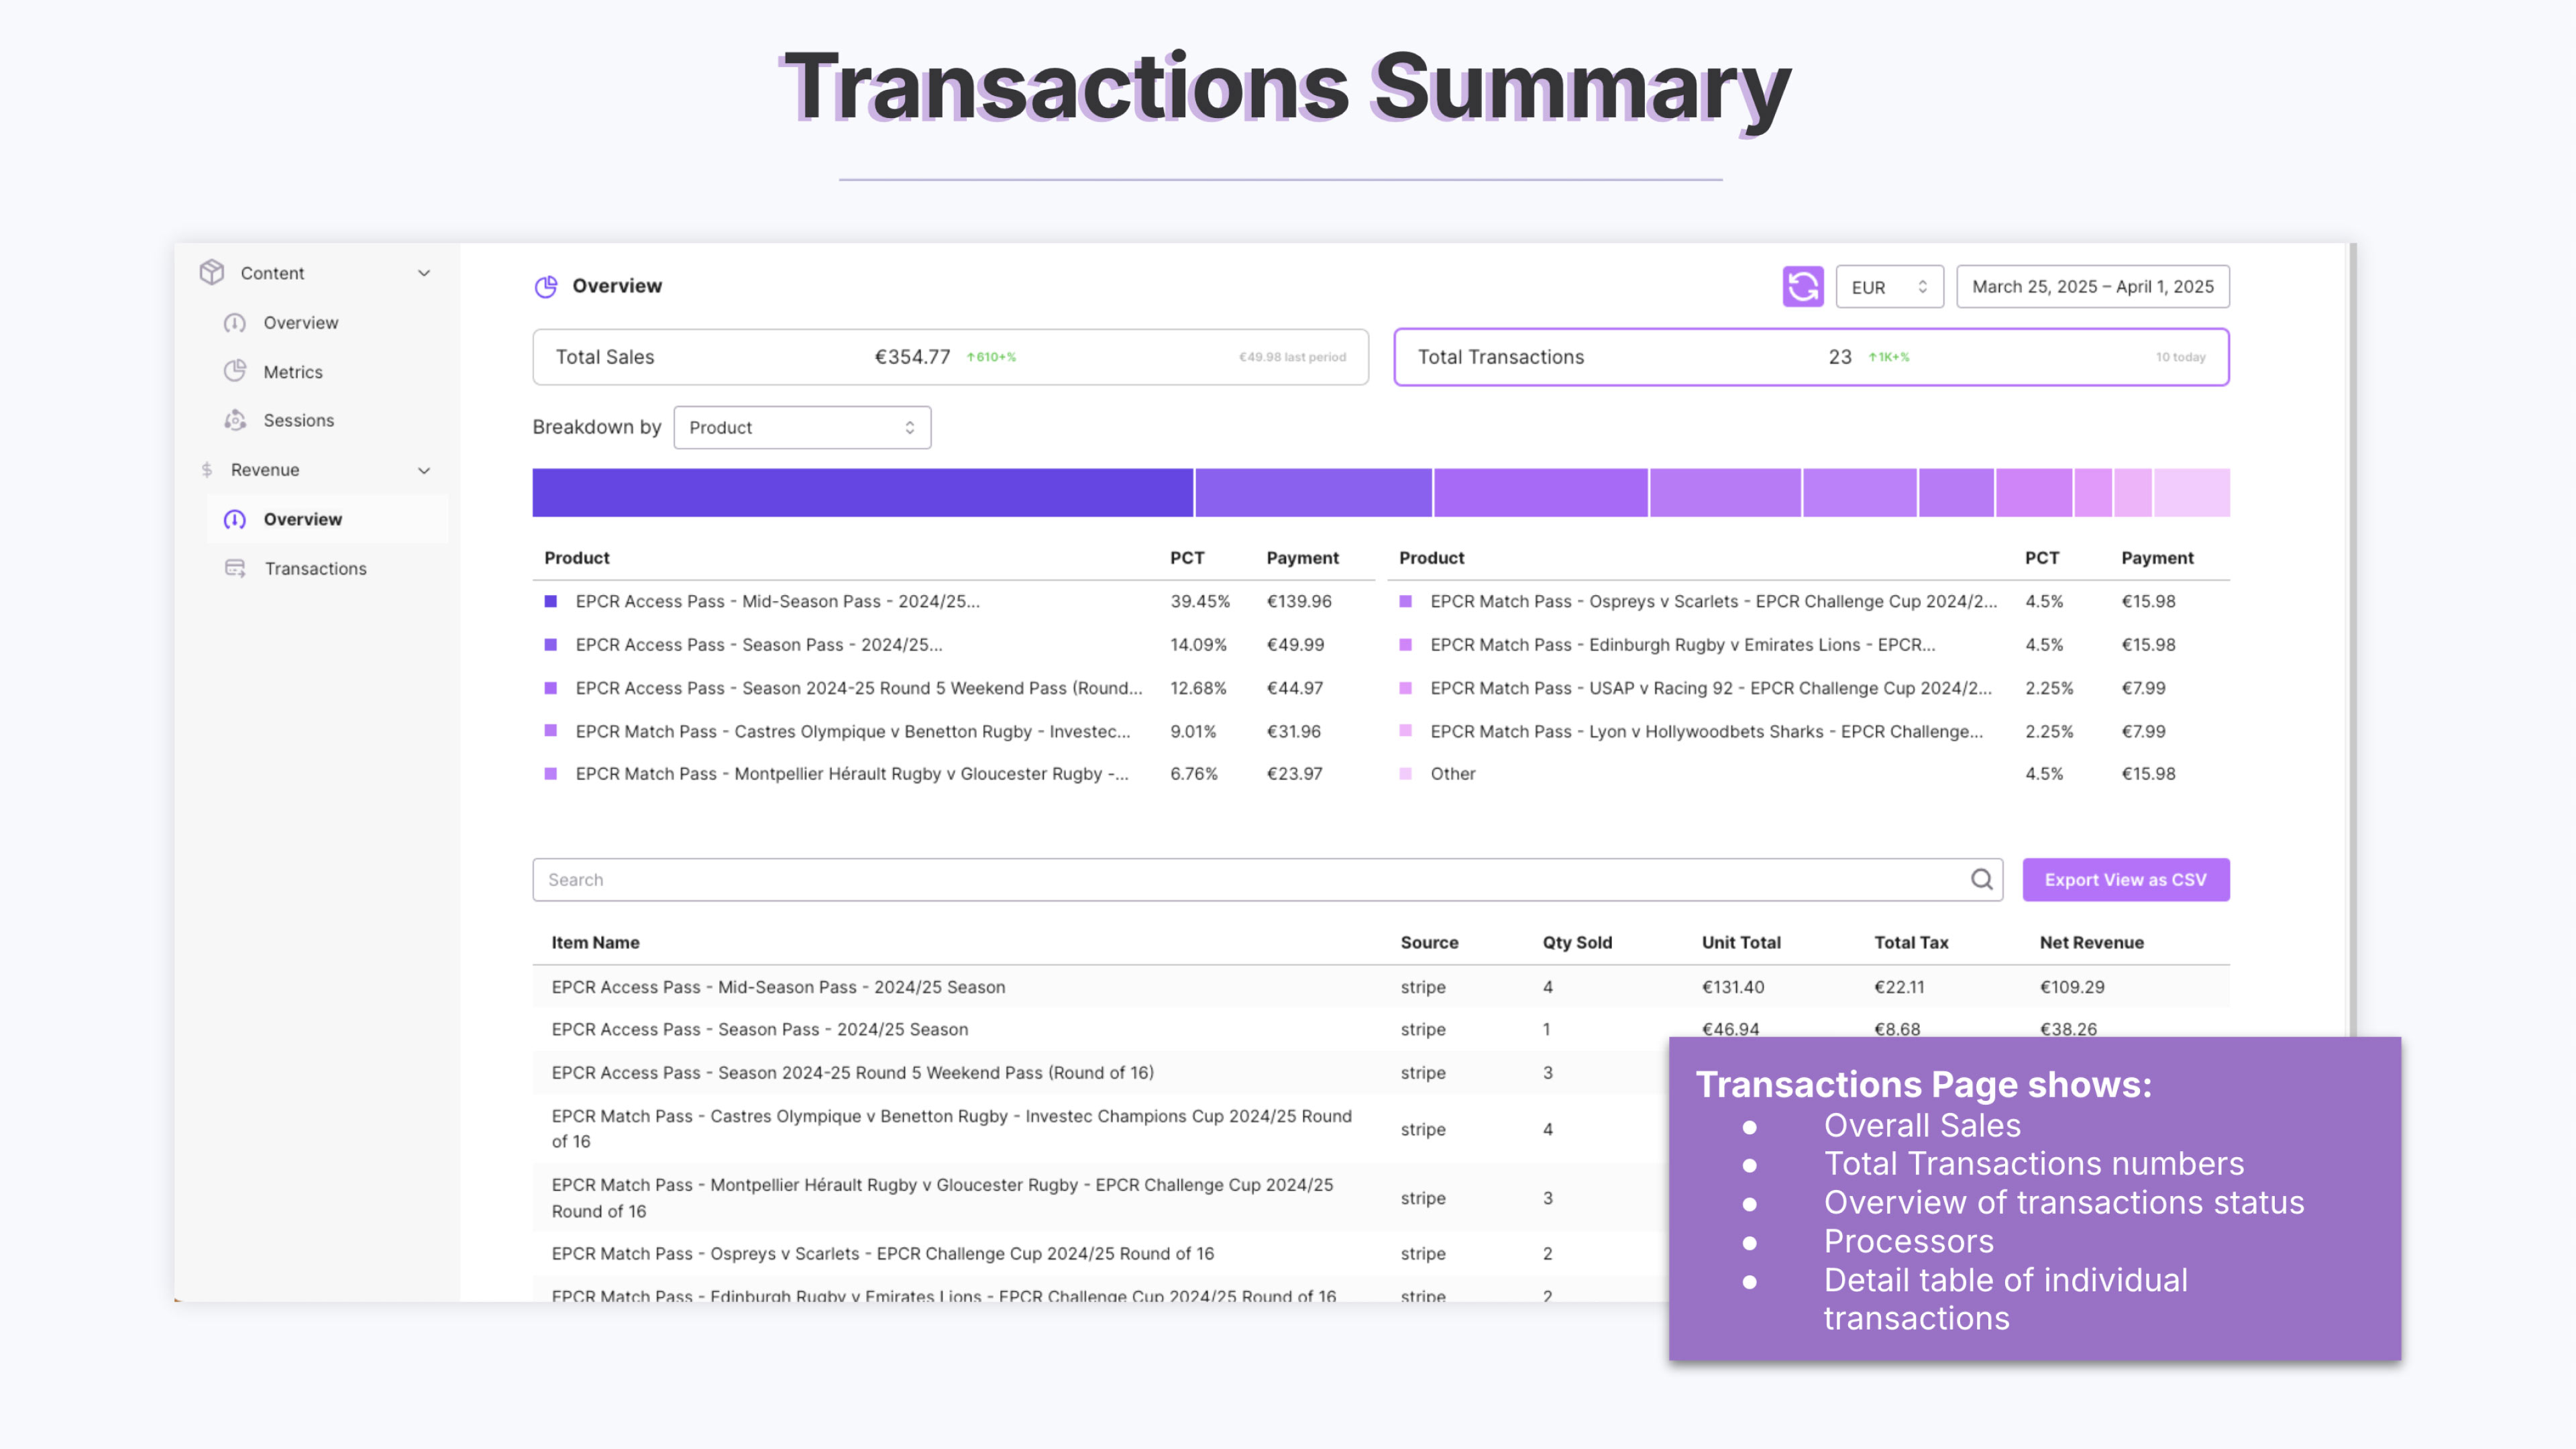 Transactions Summary
Content
Overview
Metrics
Sessions
$ Revenue
Overview
Transactions
Overview
EUR
March 25, 2025 – April 1, 2025
Total Sales €354.77 ↑610+% €49.98 last period
Total Transactions 23 ↑1K+% 10 today
Breakdown by Product
Product PCT Payment
EPCR Access Pass - Mid-Season Pass - 2024/25... 39.45% €139.96
EPCR Access Pass - Season Pass - 2024/25... 14.09% €49.99
EPCR Access Pass - Season 2024-25 Round 5 Weekend Pass (Round... 12.68% €44.97
EPCR Match Pass - Castres Olympique v Benetton Rugby - Investec... 9.01% €31.96
EPCR Match Pass - Montpellier Hérault Rugby v Gloucester Rugby -... 6.76% €23.97
Product PCT Payment
EPCR Match Pass - Ospreys v Scarlets - EPCR Challenge Cup 2024/2... 4.5% €15.98
EPCR Match Pass - Edinburgh Rugby v Emirates Lions - EPCR... 4.5% €15.98
EPCR Match Pass - USAP v Racing 92 - EPCR Challenge Cup 2024/2... 2.25% €7.99
EPCR Match Pass - Lyon v Hollywoodbets Sharks - EPCR Challenge... 2.25% €7.99
Other 4.5% €15.98
Search
Export View as CSV
Item Name Source Qty Sold Unit Total Total Tax Net Revenue
EPCR Access Pass - Mid-Season Pass - 2024/25 Season stripe 4 €131.40 €22.11 €109.29
EPCR Access Pass - Season Pass - 2024/25 Season stripe 1 €46.94 €8.68 €38.26
EPCR Access Pass - Season 2024-25 Round 5 Weekend Pass (Round of 16) stripe 3
EPCR Match Pass - Castres Olympique v Benetton Rugby - Investec Champions Cup 2024/25 Round
of 16 stripe 4
EPCR Match Pass - Montpellier Hérault Rugby v Gloucester Rugby - EPCR Challenge Cup 2024/25
Round of 16 stripe 3
EPCR Match Pass - Ospreys v Scarlets - EPCR Challenge Cup 2024/25 Round of 16 stripe 2
EPCR Match Pass - Edinburgh Rugby v Emirates Lions - EPCR Challenge Cup 2024/25 Round of 16 stripe 2
Transactions Page shows:
● Overall Sales
● Total Transactions numbers
● Overview of transactions status
● Processors
● Detail table of individual
transactions